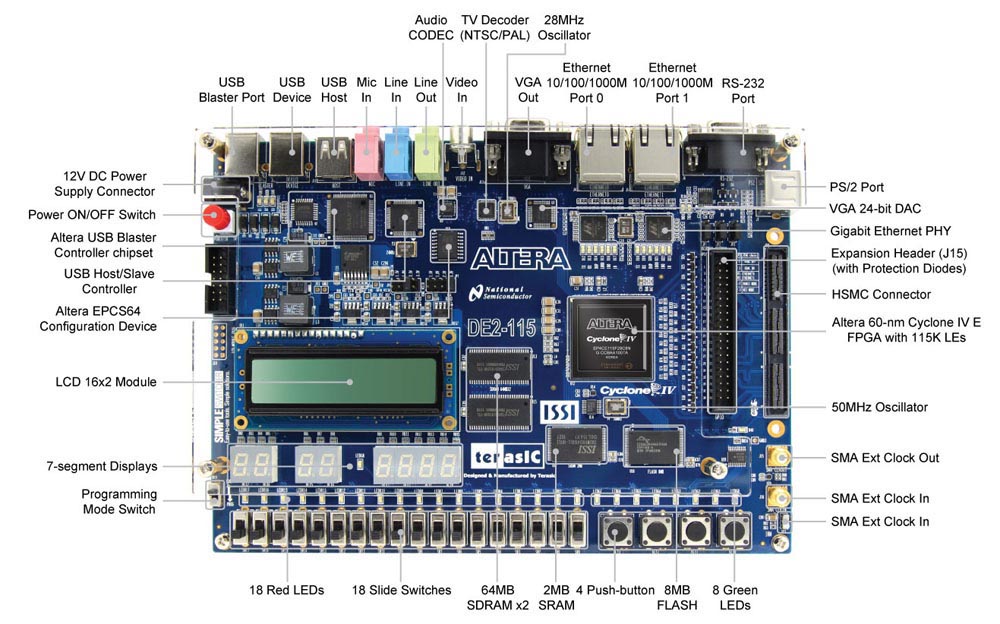 Audio
CODEC
TV Decoder
(NTSC/PAL)
28MHz
Oscillator
USB
Blaster Port
USB
Device
USB
Host
Mic
In
Line
In
Line
Out
Video
In
VGA
Out
Ethernet
10/100/1000M
Port 0
Ethernet
10/100/1000M
Port 1
RS-232
Port
12V DC Power
Supply Connector
Power ON/OFF Switch
Altera USB Blaster
Controller chipset
USB Host/Slave
Controller
Altera EPCS64
Configuration Device
LCD 16x2 Module
7-segment Displays
Programming
Mode Switch
VIDEO IN
ALTERA
National
Semiconductor
DE2-115
ALTERA
Cyclone IV
Cyclone IV
ISSI
ISSI
terasIC
Designed & Manufactured by Terasic
PS/2 Port
VGA 24-bit DAC
Gigabit Ethernet PHY
Expansion Header (J15)
(with Protection Diodes)
HSMC Connector
Altera 60-nm Cyclone IV E
FPGA with 115K LEs
50MHz Oscillator
SMA Ext Clock Out
SMA Ext Clock In
SMA Ext Clock In
18 Red LEDs
18 Slide Switches
64MB
SDRAM x2
2MB
SRAM
4 Push-button
8MB
FLASH
8 Green
LEDs